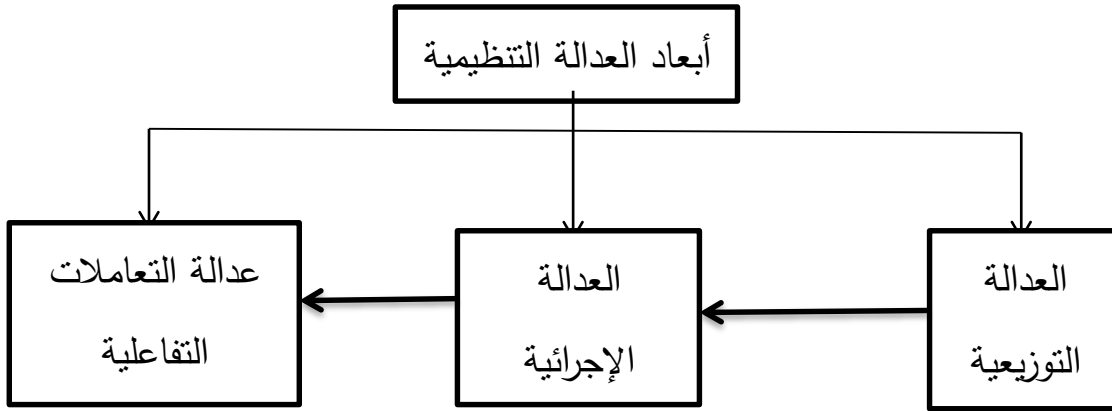 أبعاد العدالة التنظيمية
العدالة
التوزيعية
العدالة
الإجرائية
عدالة التعاملات
التفاعلية